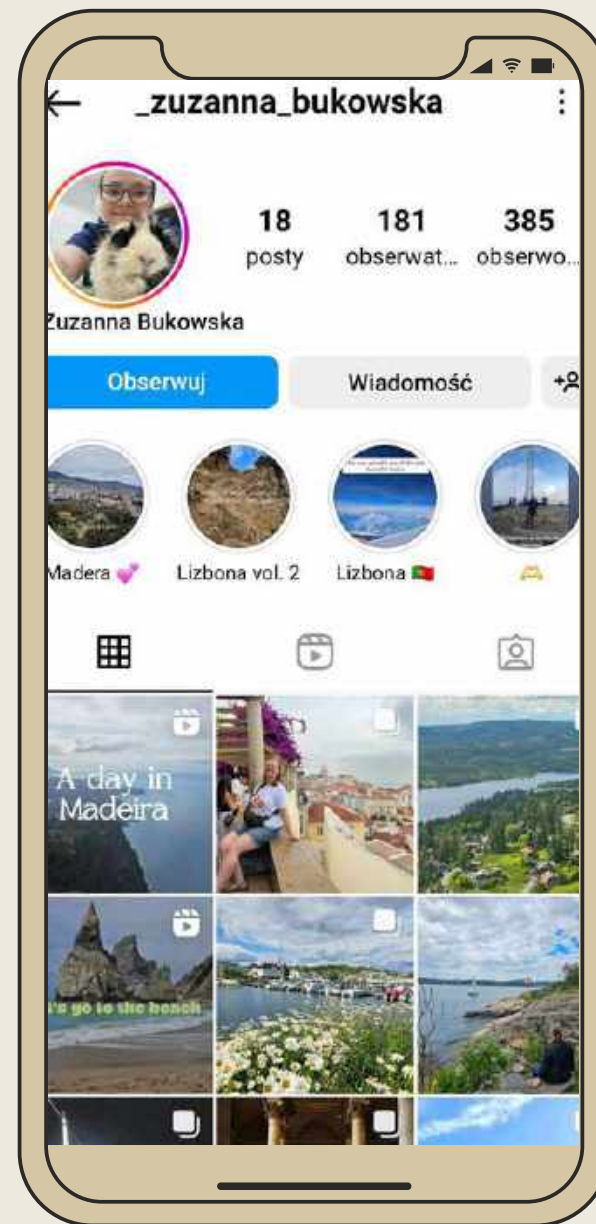 _zuzanna_bukowska
18 181 385
posty obserwat... obserwo...
Zuzanna Bukowska
Obserwuj Wiadomość
Madera Lizbona vol. 2 Lizbona
A day in
Madeira
's go to the beach